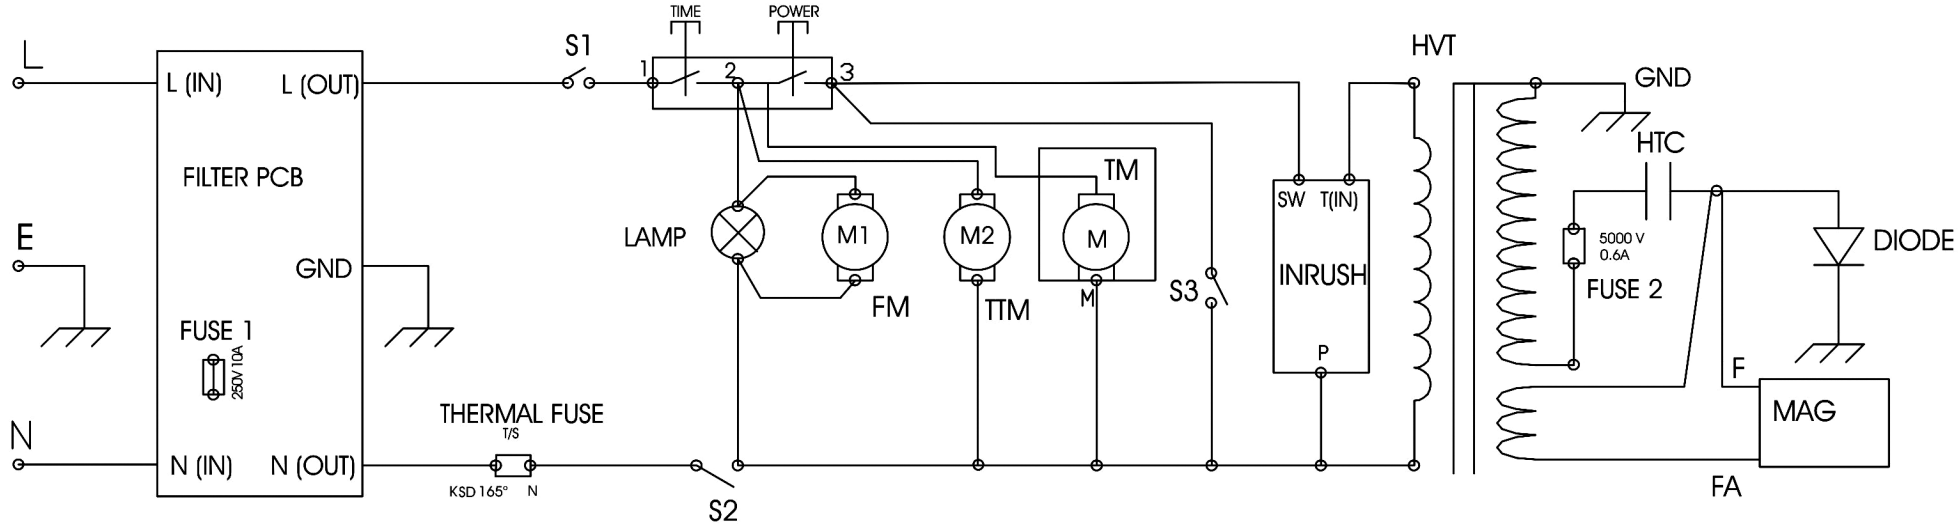 TIME
POWER
L
S1
1
2
3
HVT
GND
L (IN)
L (OUT)
HTC
FILTER PCB
TM
SW
T(IN)
LAMP
M1
M2
M
E
5000 V
0.6A
DIODE
GND
INRUSH
FUSE 2
S3
M
FM
TTM
FUSE 1
250V 10A
P
F
THERMAL FUSE
T/S
MAG
N
N (IN)
N (OUT)
KSD 165°
N
S2
FA